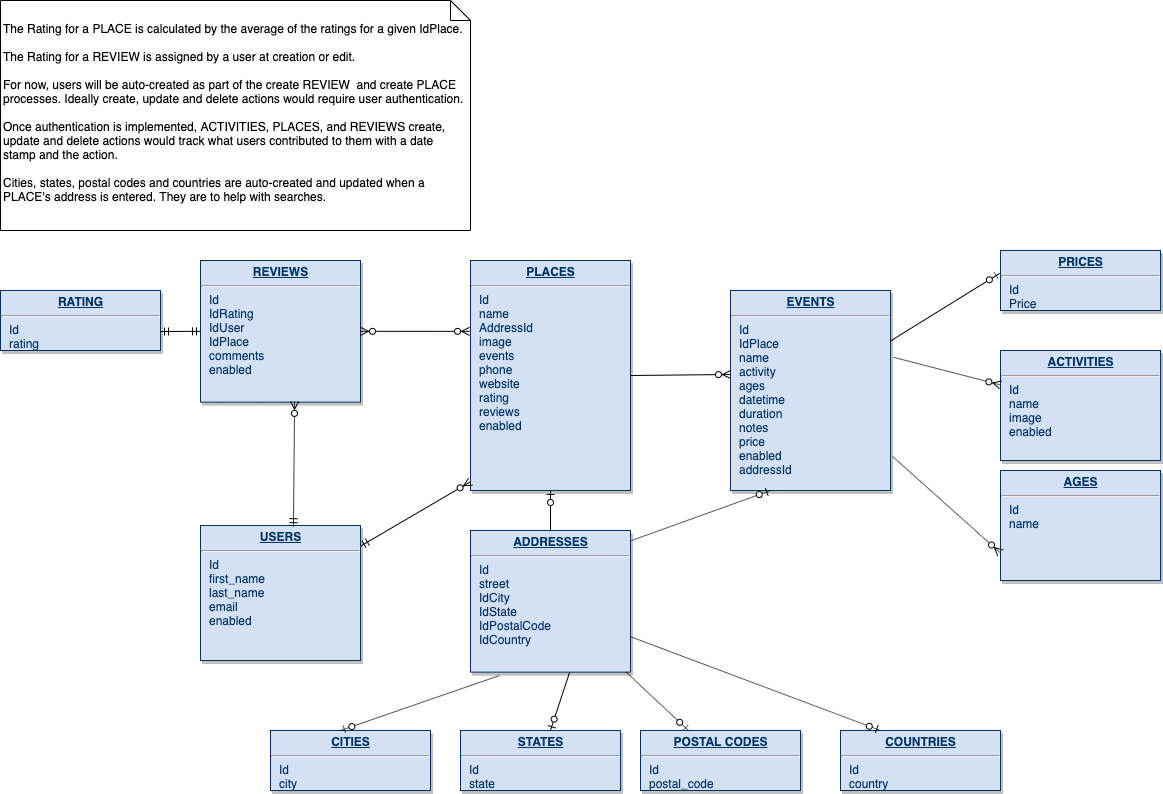 The Rating for a PLACE is calculated by the average of the ratings for a given IdPlace.
The Rating for a REVIEW is assigned by a user at creation or edit.
For now, users will be auto-created as part of the create REVIEW  and create PLACE
processes. Ideally create, update and delete actions would require user authentication.
Once authentication is implemented, ACTIVITIES, PLACES, and REVIEWS create,
update and delete actions would track what users contributed to them with a date
stamp and the action.
Cities, states, postal codes and countries are auto-created and updated when a
PLACE's address is entered. They are to help with searches.
RATING
Id
rating
REVIEWS
Id
IdRating
IdUser
IdPlace
comments
enabled
PLACES
Id
name
AddressId
image
events
phone
website
rating
reviews
enabled
EVENTS
Id
IdPlace
name
activity
ages
datetime
duration
notes
price
enabled
addressId
PRICES
Id
Price
ACTIVITIES
Id
name
image
enabled
AGES
Id
name
USERS
Id
first_name
last_name
email
enabled
ADDRESSES
Id
street
IdCity
IdState
IdPostalCode
IdCountry
CITIES
Id
city
STATES
Id
state
POSTAL CODES
Id
postal_code
COUNTRIES
Id
country